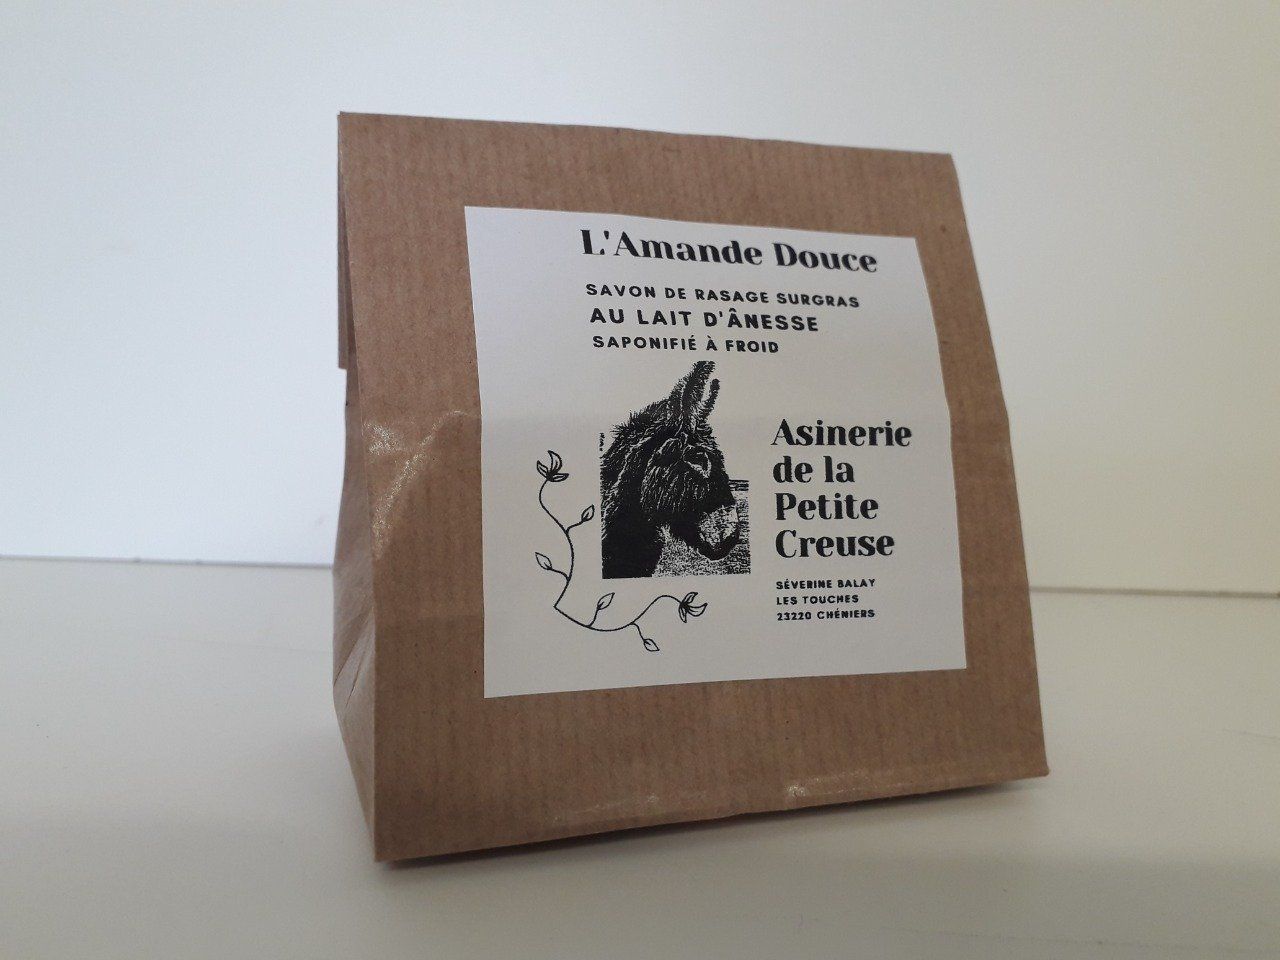 L'Amande Douce
SAVON DE RASAGE SURGRAS
AU LAIT D'ÂNESSE
SAPONIFIÉ À FROID
Asinerie
de la
Petite
Creuse
SÉVERINE BALAY
LES TOUCHES
23220 CHÉNIERS